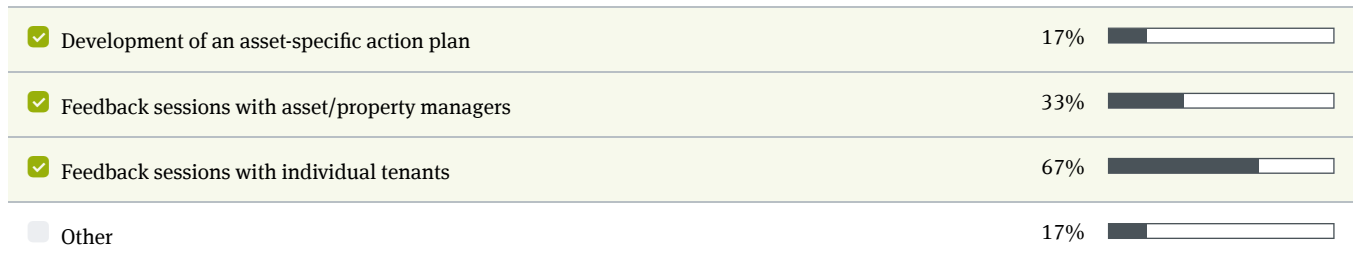 Development of an asset-specific action plan 17%
Feedback sessions with asset/property managers 33%
Feedback sessions with individual tenants 67%
Other 17%